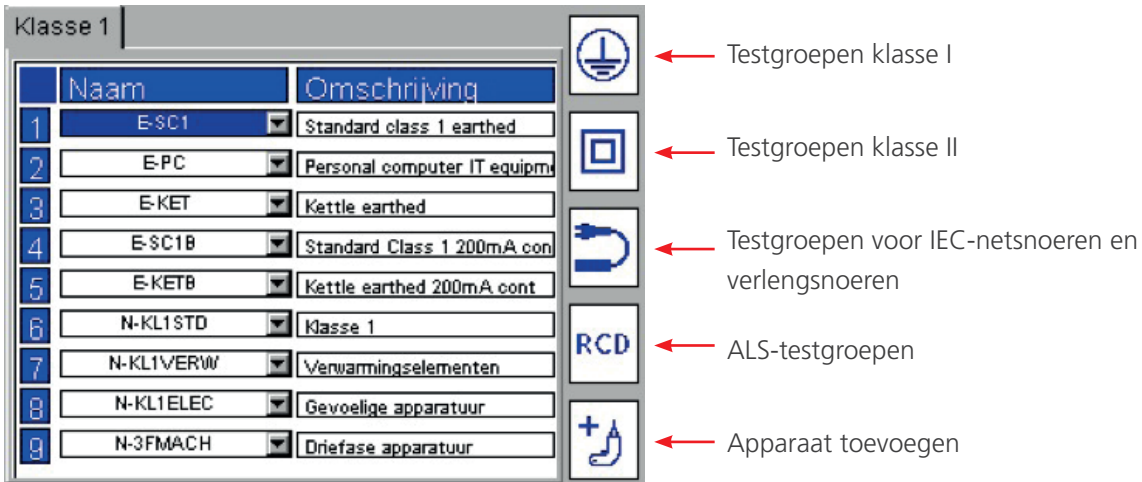 Klasse 1
Naam Omschrijving
1 E-SC1 Standard class 1 earthed
2 E-PC Personal computer IT equipm
3 E-KET Kettle earthed
4 E-SC1B Standard Class 1 200mA con
5 E-KETB Kettle earthed 200mA cont
6 N-KL1STD Klasse 1
7 N-KL1VERW Verwarmingselementen
8 N-KL1ELEC Gevoelige apparatuur
9 N-3FMACH Driefase apparatuur
RCD
Testgroepen klasse I
Testgroepen klasse II
Testgroepen voor IEC-netsnoeren en
verlengsnoeren
ALS-testgroepen
Apparaat toevoegen